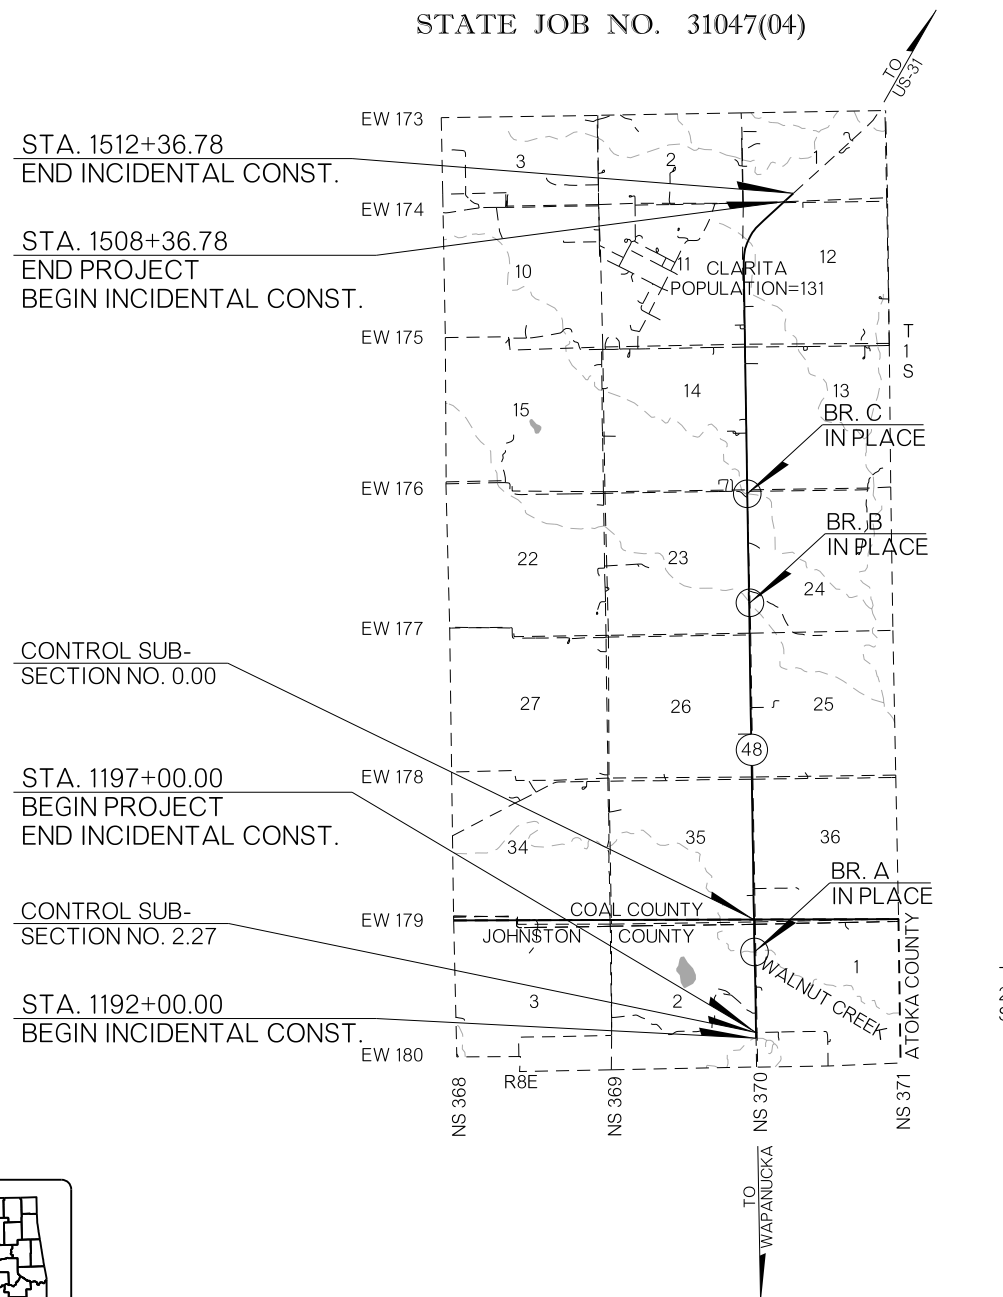 STATE JOB NO. 31047(04)
TO
US-31
EW 173
STA. 1512+36.78
END INCIDENTAL CONST.
3
2
1
EW 174
STA. 1508+36.78
END PROJECT
BEGIN INCIDENTAL CONST.
10
11
12
CLARITA
POPULATION=131
EW 175
T
1
S
14
13
15
BR. C
IN PLACE
EW 176
BR. B
IN PLACE
22
23
24
EW 177
CONTROL SUB-
SECTION NO. 0.00
27
26
25
48
EW 178
STA. 1197+00.00
BEGIN PROJECT
END INCIDENTAL CONST.
34
35
36
BR. A
IN PLACE
COAL COUNTY
EW 179
JOHNSTON COUNTY
CONTROL SUB-
SECTION NO. 2.27
WALNUT CREEK
ATOKA COUNTY
3
2
1
STA. 1192+00.00
BEGIN INCIDENTAL CONST.
EW 180
R8E
NS 368
NS 369
NS 370
NS 371
TO
WAPANUCKA